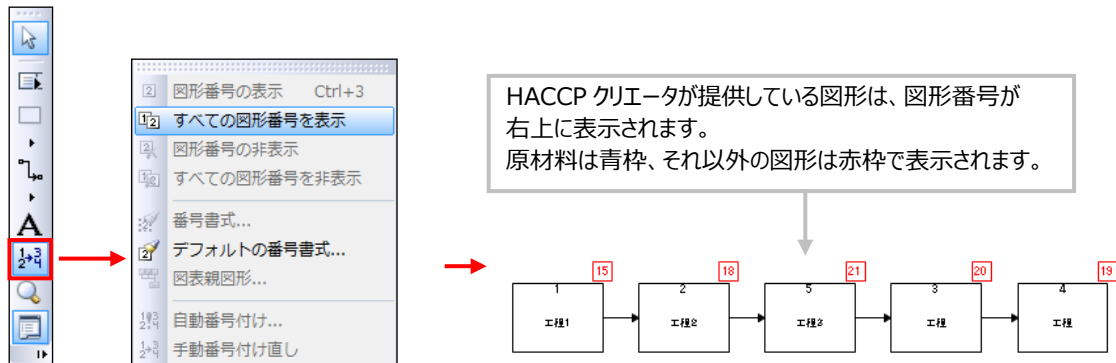 A
図形番号の表示 Ctrl+3
すべての図形番号を表示
図形番号の非表示
すべての図形番号を非表示
番号書式...
デフォルトの番号書式...
図表親図形...
自動番号付け...
手動番号付け直し
HACCP クリエータが提供している図形は、図形番号が
右上に表示されます。
原材料は青枠、それ以外の図形は赤枠で表示されます。
15 18 21 20 19
1 2 5 3 4
工程1 工程2 工程3 工程 工程